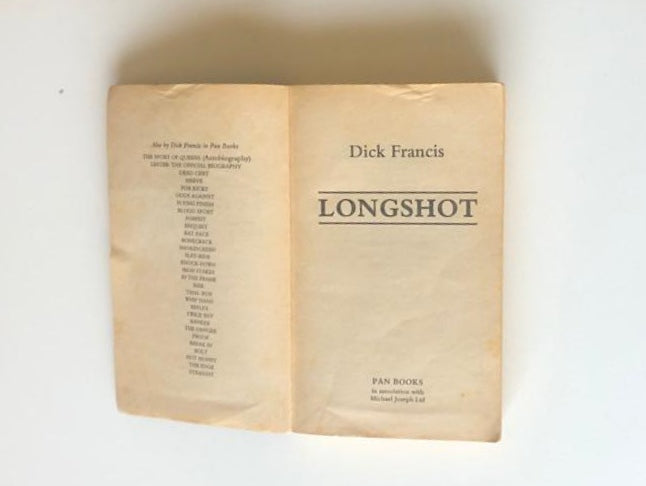 Also by Dick Francis in Pan Books
THE SPORT OF QUEENS (Autobiography)
LESTER: THE OFFICIAL BIOGRAPHY
DEAD CERT
NERVE
FOR KICKS
ODDS AGAINST
FLYING FINISH
BLOOD SPORT
FORFEIT
ENQUIRY
RAT RACE
BONECRACK
SMOKESCREEN
SLAY-RIDE
KNOCK DOWN
HIGH STAKES
IN THE FRAME
RISK
TRIAL RUN
WHIP HAND
REFLEX
TWICE SHY
BANKER
THE DANGER
PROOF
BREAK IN
BOLT
HOT MONEY
THE EDGE
STRAIGHT
Dick Francis
LONGSHOT
PAN BOOKS
in association with
Michael Joseph Ltd